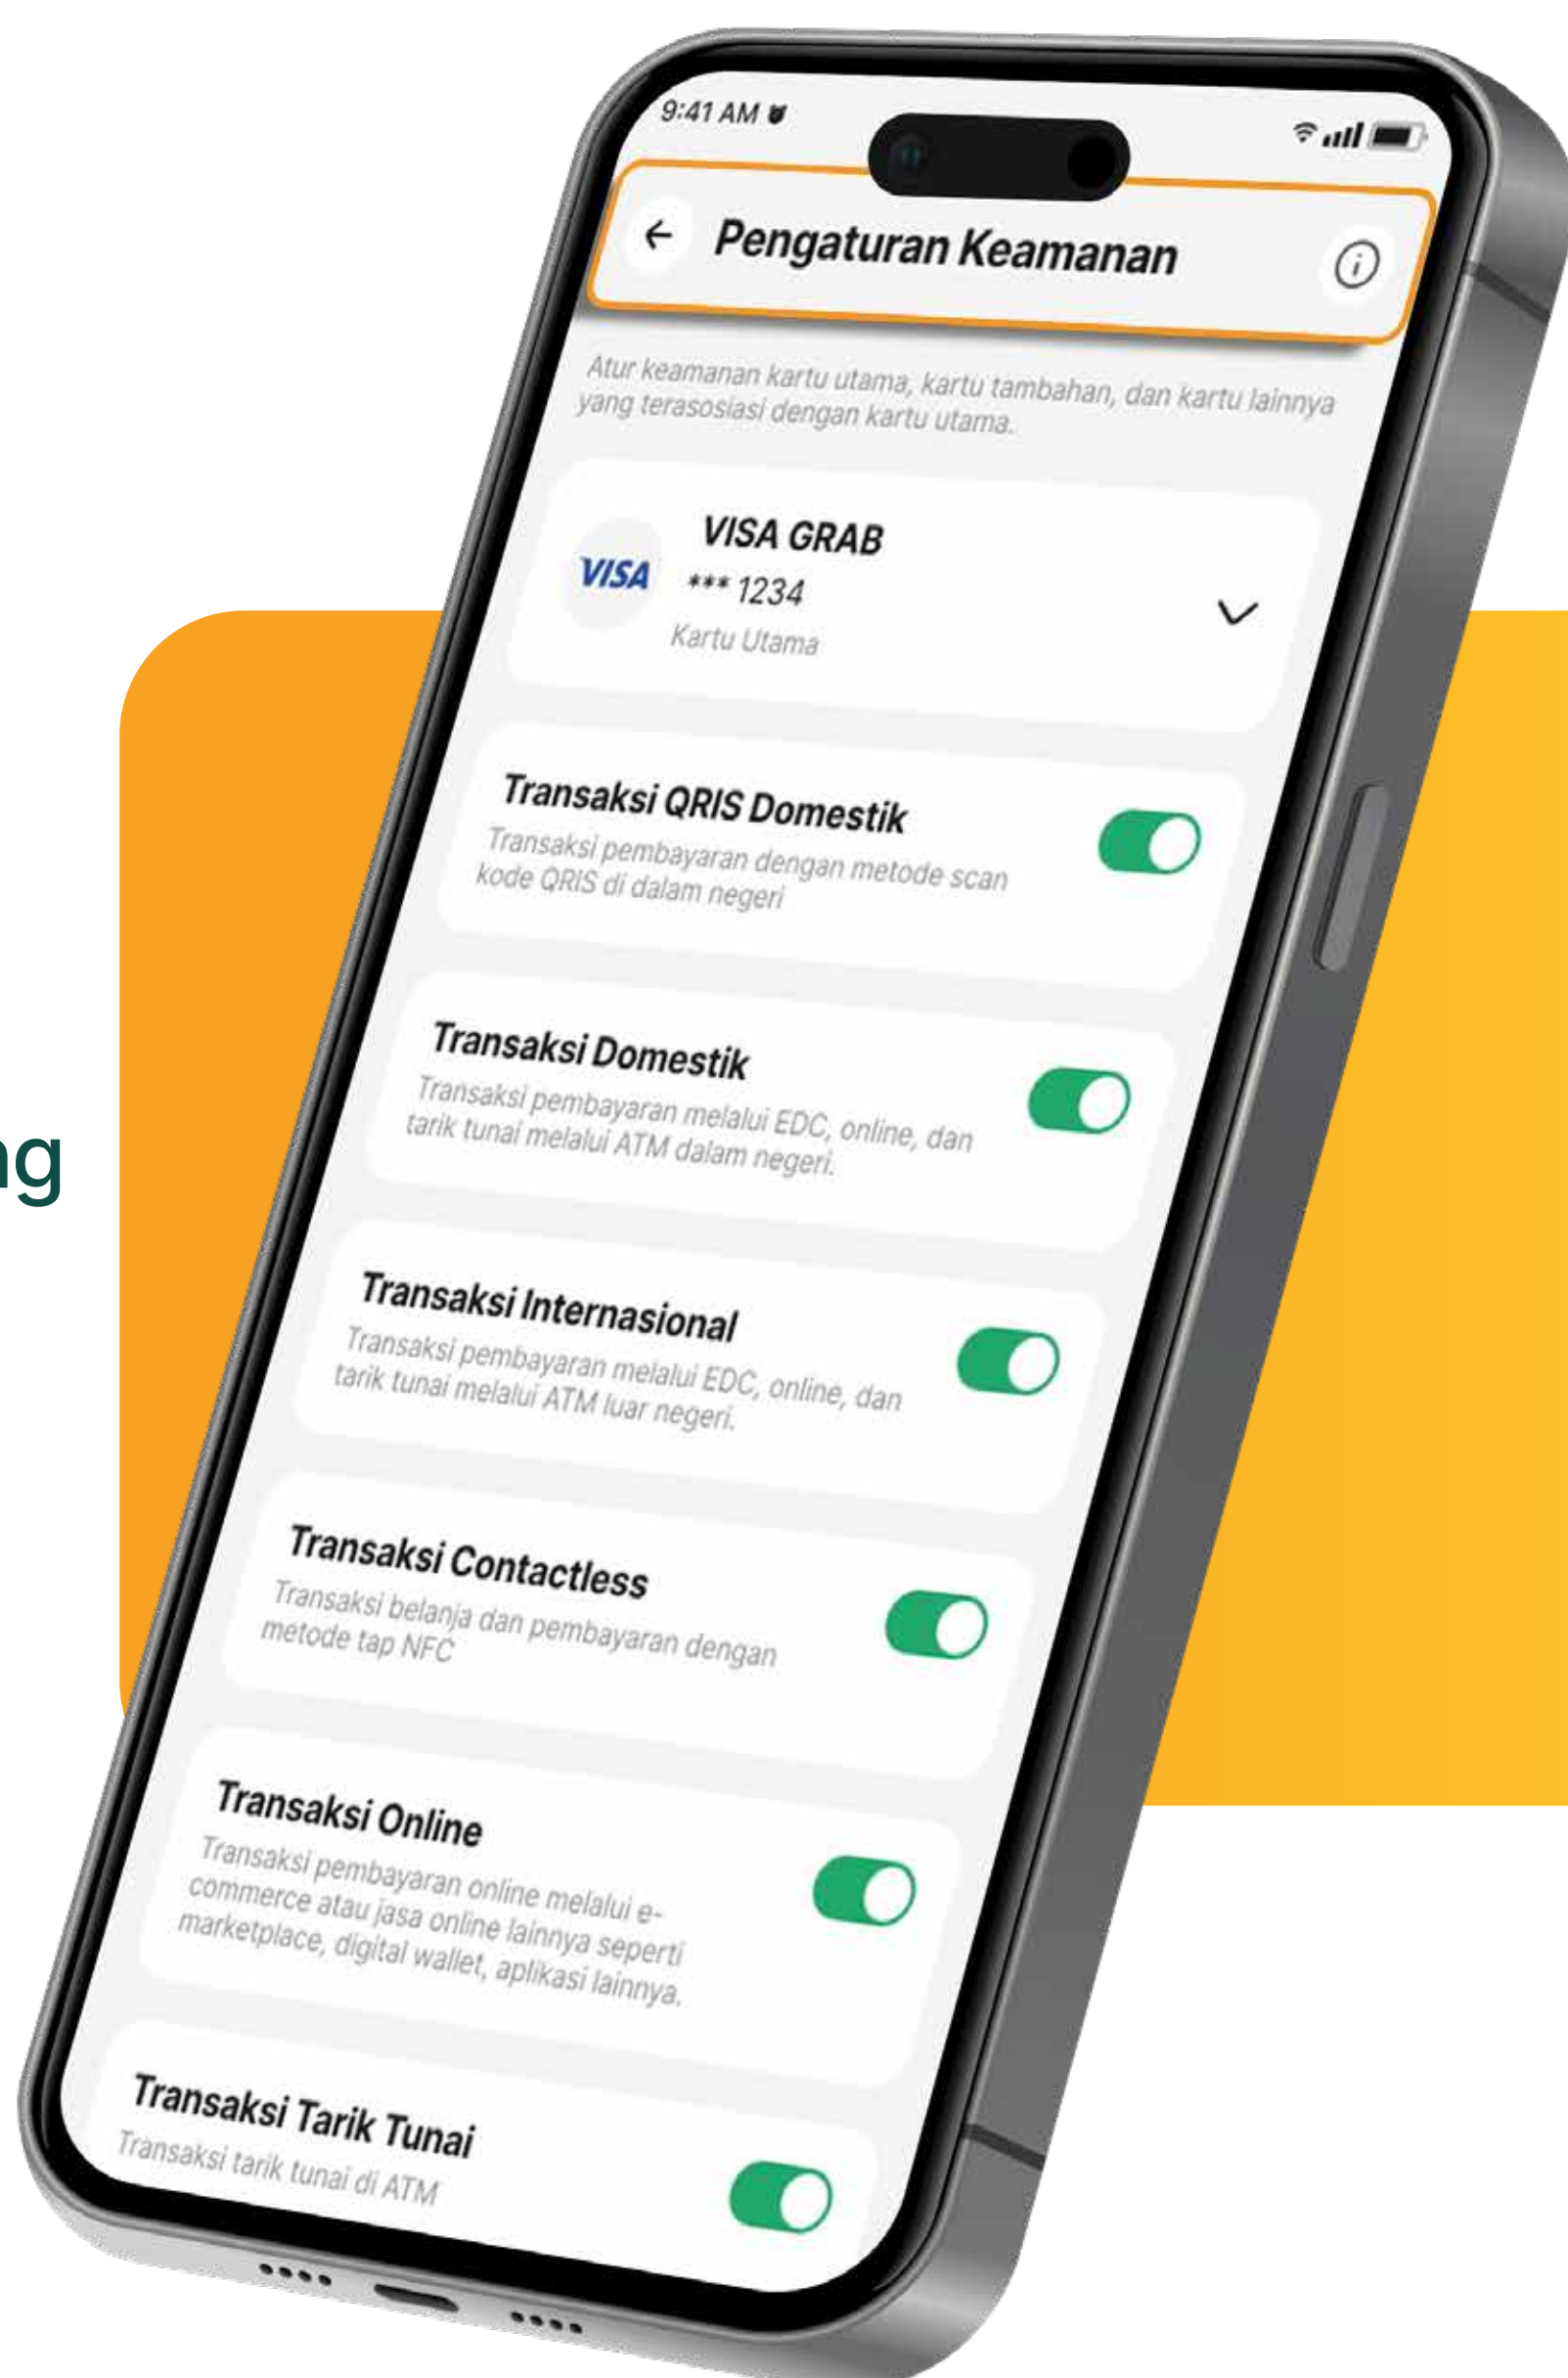 9:41 AM
Pengaturan Keamanan
Atur keamanan kartu utama, kartu tambahan, dan kartu lainnya
yang terasosiasi dengan kartu utama.
VISA
VISA GRAB
*** 1234
Kartu Utama
Transaksi QRIS Domestik
Transaksi pembayaran dengan metode scan
kode QRIS di dalam negeri
Transaksi Domestik
Transaksi pembayaran melalui EDC, online, dan
tarik tunai melalui ATM dalam negeri.
ng
Transaksi Internasional
Transaksi pembayaran melalui EDC, online, dan
tarik tunai melalui ATM luar negeri.
Transaksi Contactless
Transaksi belanja dan pembayaran dengan
metode tap NFC
Transaksi Online
Transaksi pembayaran online melalui e-
commerce atau jasa online lainnya seperti
marketplace, digital wallet, aplikasi lainnya.
Transaksi Tarik Tunai
Transaksi tarik tunai di ATM